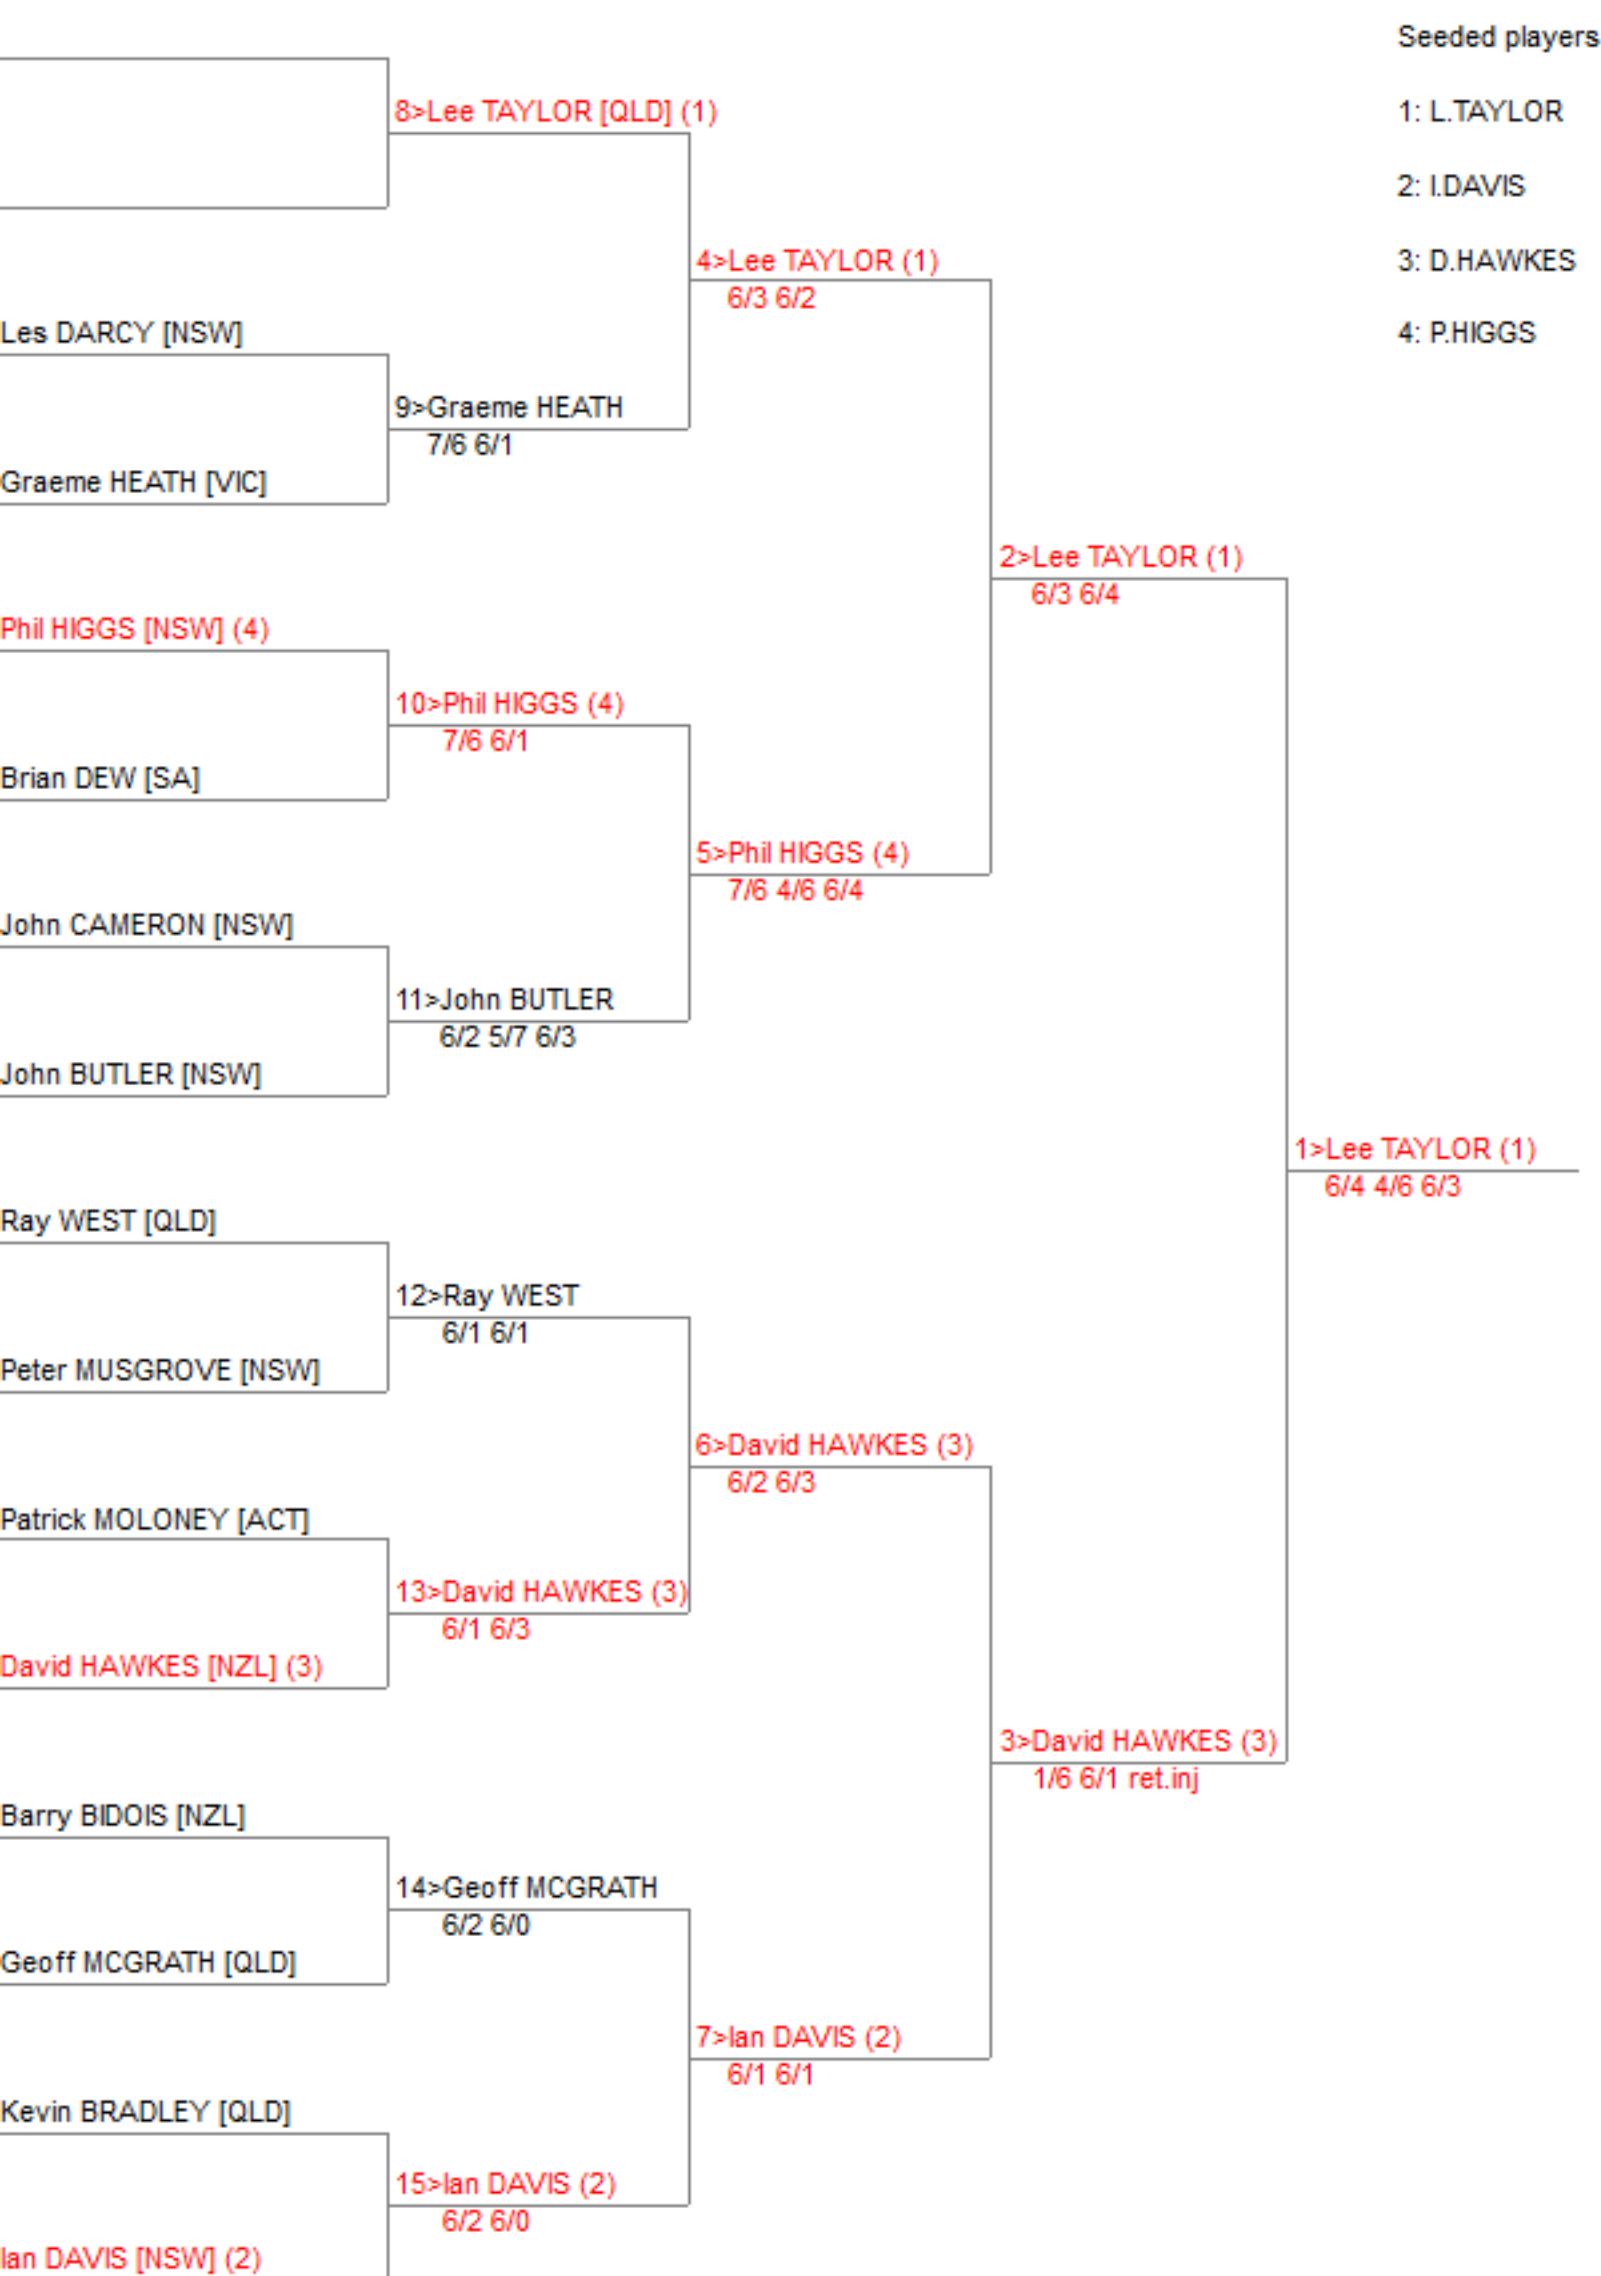 Seeded players
8>Lee TAYLOR [QLD] (1)
1: L.TAYLOR
2: I.DAVIS
4>Lee TAYLOR (1)
3: D.HAWKES
6/3 6/2
Les DARCY [NSW]
4: P.HIGGS
9>Graeme HEATH
7/6 6/1
Graeme HEATH [VIC]
2>Lee TAYLOR (1)
6/3 6/4
Phil HIGGS [NSW] (4)
10>Phil HIGGS (4)
7/6 6/1
Brian DEW [SA]
5>Phil HIGGS (4)
7/6 4/6 6/4
John CAMERON [NSW]
11>John BUTLER
6/2 5/7 6/3
John BUTLER [NSW]
1>Lee TAYLOR (1)
6/4 4/6 6/3
Ray WEST [QLD]
12>Ray WEST
6/1 6/1
Peter MUSGROVE [NSW]
6>David HAWKES (3)
6/2 6/3
Patrick MOLONEY [ACT]
13>David HAWKES (3)
6/1 6/3
David HAWKES [NZL] (3)
3>David HAWKES (3)
1/6 6/1 ret.inj
Barry BIDOIS [NZL]
14>Geoff MCGRATH
6/2 6/0
Geoff MCGRATH [QLD]
7>Ian DAVIS (2)
6/1 6/1
Kevin BRADLEY [QLD]
15>Ian DAVIS (2)
6/2 6/0
Ian DAVIS [NSW] (2)